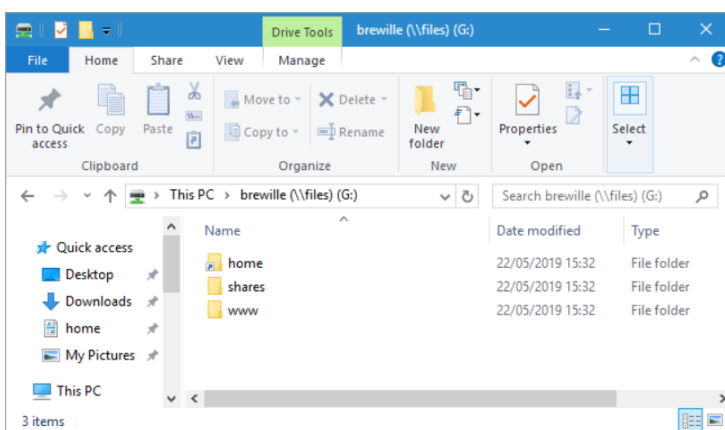 Drive Tools brewille (\\files) (G:)
File Home Share View Manage
Pin to Quick access
Copy
Paste
Move to
Copy to
Delete
Rename
New folder
Properties
Select
Clipboard Organize New Open
This PC > brewille (\\files) (G:)
Search brewille (\\files) (G:)
Name Date modified Type
home 22/05/2019 15:32 File folder
shares 22/05/2019 15:32 File folder
www 22/05/2019 15:32 File folder
Quick access
Desktop
Downloads
home
My Pictures
This PC
3 items